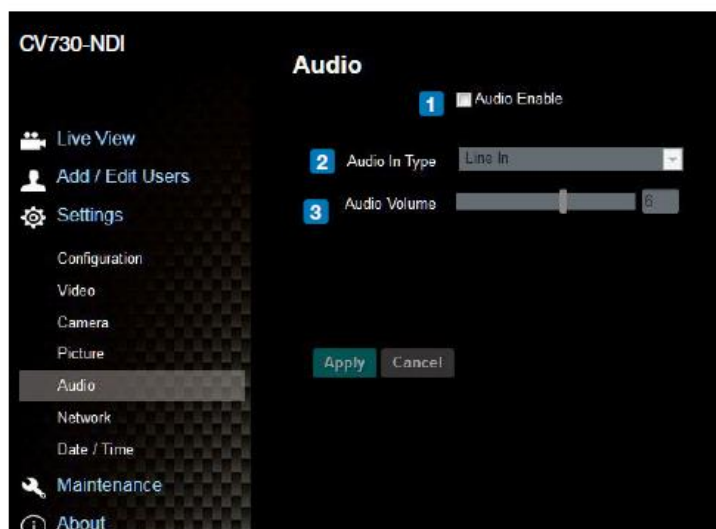 CV730-NDI
Audio
1 Audio Enable
Live View
2 Audio In Type Line In
Add / Edit Users
3 Audio Volume 6
Settings
Configuration
Video
Camera
Picture
Apply Cancel
Audio
Network
Date / Time
Maintenance
About